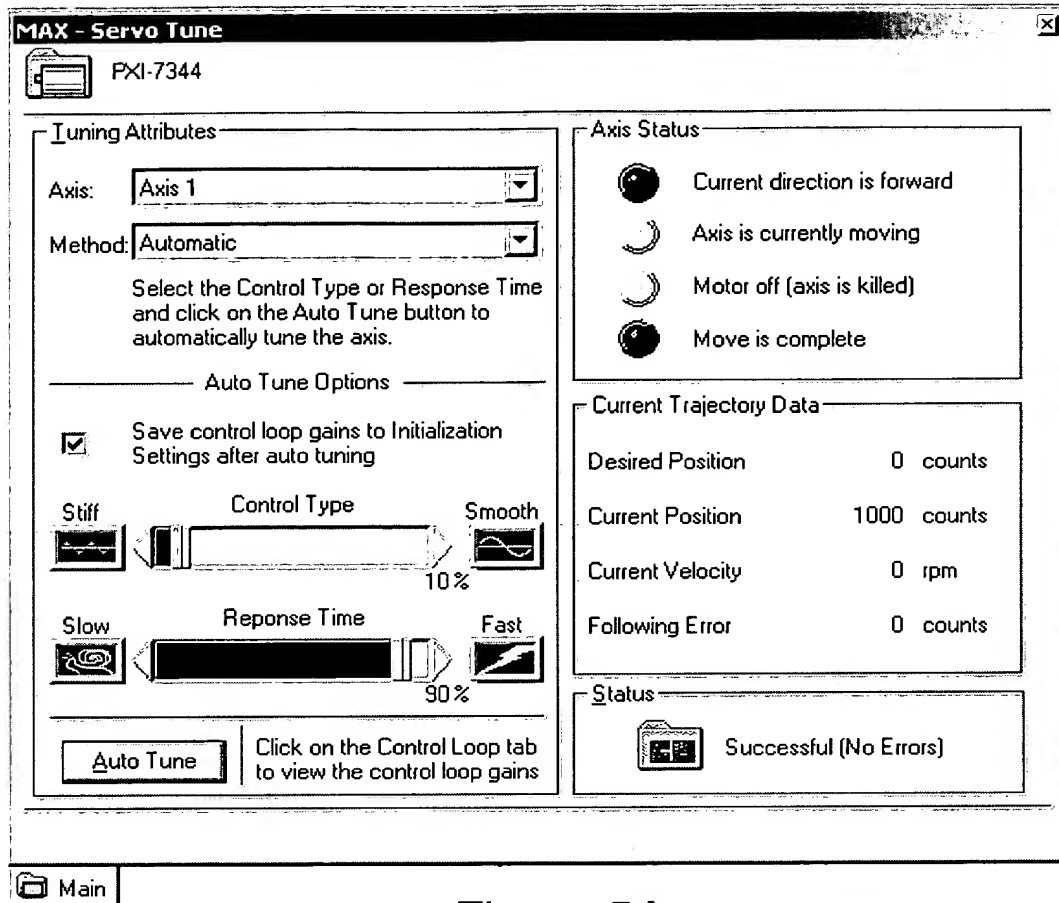 MAX - Servo Tune
PXI-7344
Tuning Attributes
Axis:
Axis 1
Method:
Automatic
Select the Control Type or Response Time
and click on the Auto Tune button to
automatically tune the axis.
Auto Tune Options
Save control loop gains to Initialization
Settings after auto tuning
Stiff
Control Type
Smooth
10%
Slow
Reponse Time
Fast
90%
Auto Tune
Click on the Control Loop tab
to view the control loop gains
Axis Status
Current direction is forward
Axis is currently moving
Motor off (axis is killed)
Move is complete
Current Trajectory Data
Desired Position 0 counts
Current Position 1000 counts
Current Velocity 0 rpm
Following Error 0 counts
Status
Successful (No Errors)
Main